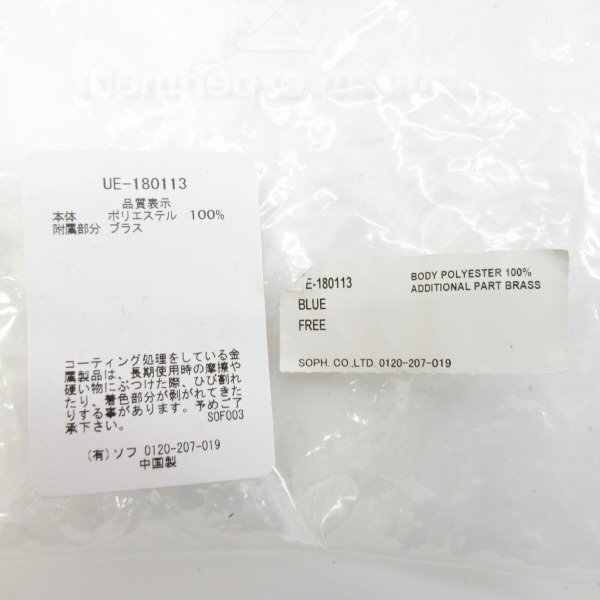 UE-180113
品質表示
本体 ポリエステル 100%
附属部分 ブラス
コーティング処理をしている金
属製品は、長期使用時の摩擦や
硬い物にぶつけた際、ひび割れ
たり、着色部分が剥がれてきた
りする事があります。予めご了
承下さい。 SOF003
(有)ソフ 0120-207-019
中国製
E-180113
BLUE
FREE
BODY POLYESTER 100%
ADDITIONAL PART BRASS
SOPH. CO.,LTD. 0120-207-019